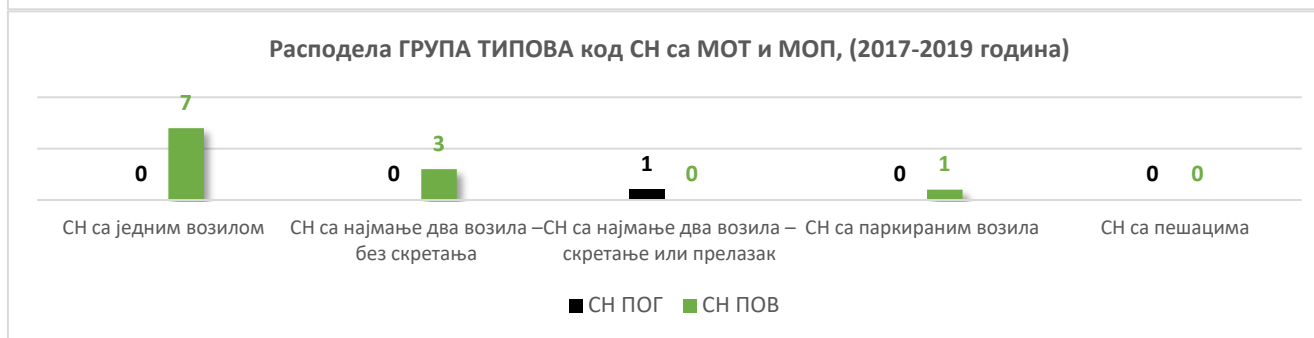 Расподела ГРУПА ТИПОВА код СН са МОТ и МОП, (2017-2019 година)
0 7 0 3 1 0 0 1 0 0
СН са једним возилом
СН са најмање два возила –
без скретања
СН са најмање два возила –
скретање или прелазак
СН са паркираним возила
СН са пешацима
СН ПОГ СН ПОВ